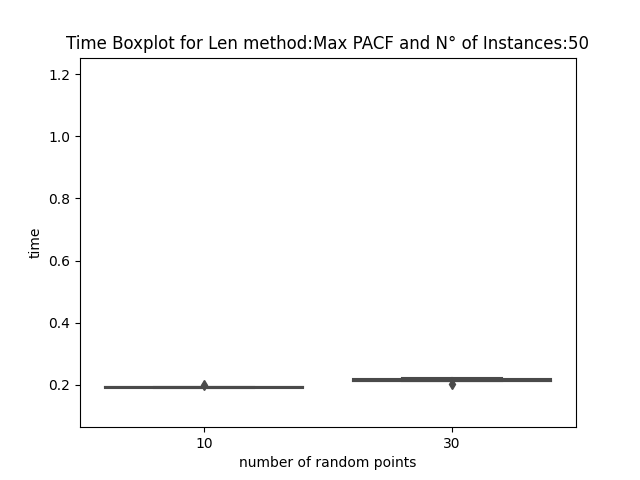 Time Boxplot for Len method:Max PACF and N° of Instances:50
1.2
1.0
0.8
0.6
0.4
0.2
time
10 30
number of random points